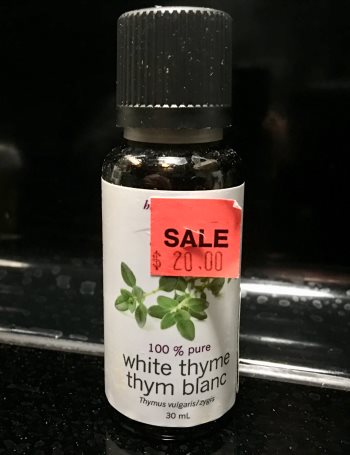 SALE
$ 20.00
100 % pure
white thyme
thym blanc
Thymus vulgaris/zygis
30 mL